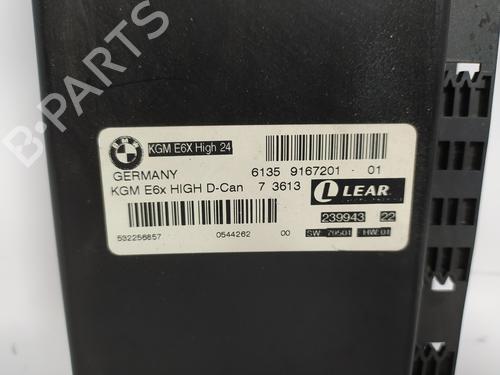 B-PARTS
KGM E6X High 24
GERMANY 6135 9167201 - 01
KGM E6x HIGH D-Can 7 3613 LEAR
239943 22
592256857 0544262 00 SW 70501 HW 01